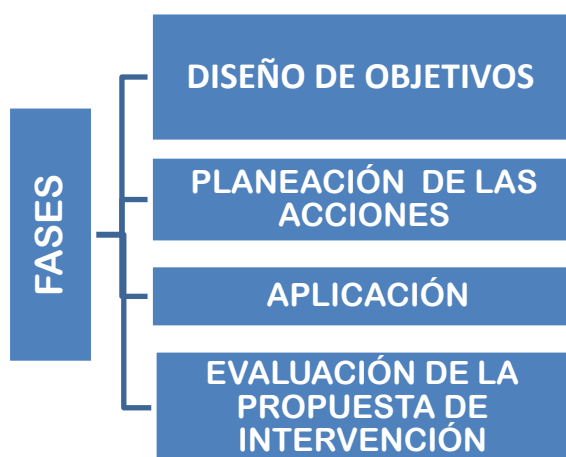 FASES
DISEÑO DE OBJETIVOS
PLANEACIÓN DE LAS
ACCIONES
APLICACIÓN
EVALUACIÓN DE LA
PROPUESTA DE
INTERVENCIÓN